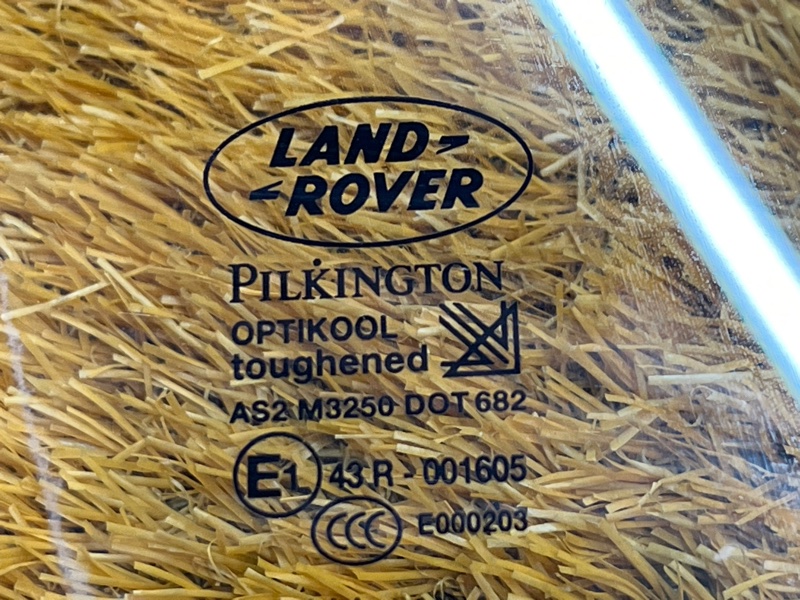 LAND
ROVER
PILKINGTON
OPTIKOOL
toughened
AS2 M3250 DOT 682
E1 43 R - 001605
CCC E000203